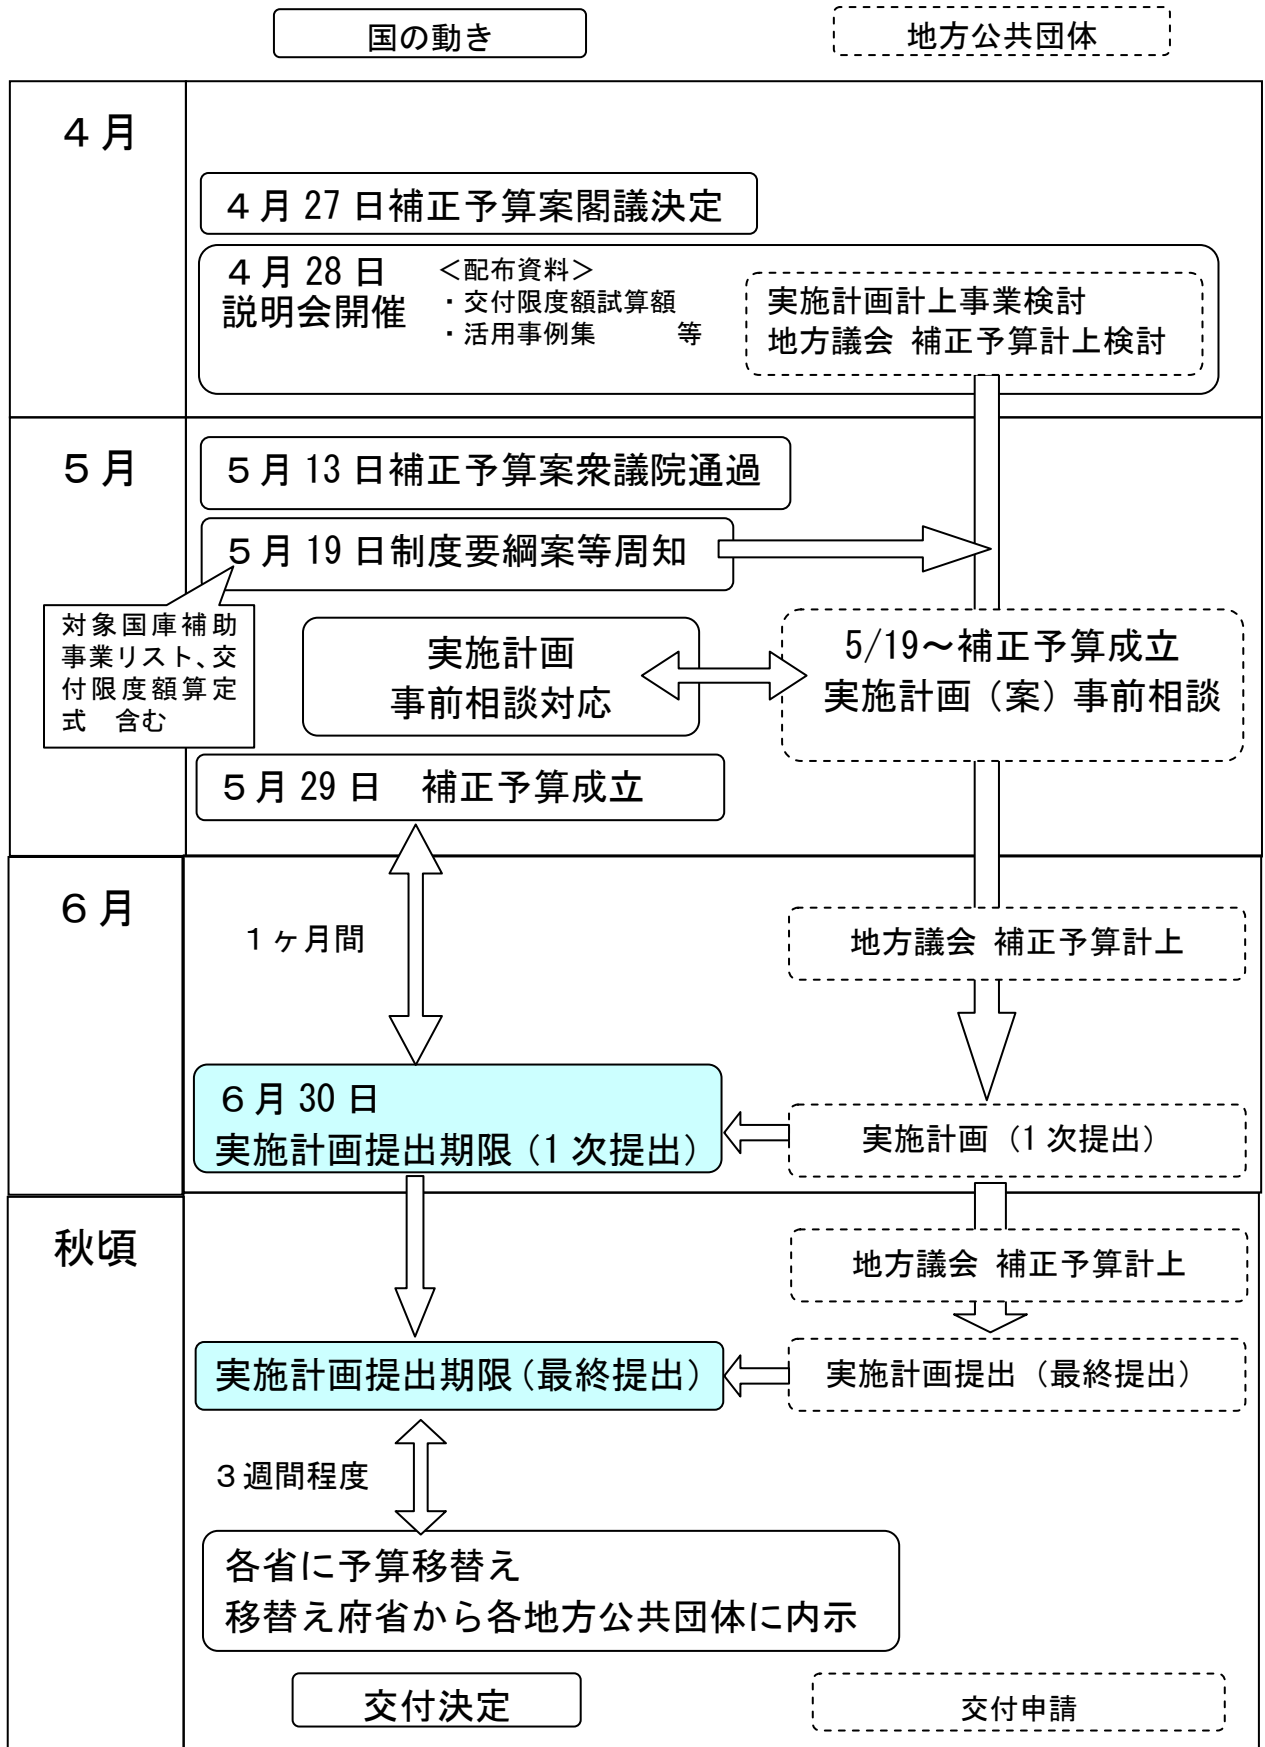 国の動き
地方公共団体
４月
４月 27 日補正予算案閣議決定
４月 28 日
説明会開催
＜配布資料＞
・交付限度額試算額
・活用事例集　　　等
実施計画計上事業検討
地方議会 補正予算計上検討
５月
５月 13 日補正予算案衆議院通過
５月 19 日制度要綱案等周知
対象国庫補助
事業リスト、交
付限度額算定
式　含む
実施計画
事前相談対応
5/19～補正予算成立
実施計画（案）事前相談
５月 29 日　補正予算成立
６月
１ヶ月間
地方議会 補正予算計上
６月 30 日
実施計画提出期限（1 次提出）
実施計画（1 次提出）
秋頃
地方議会 補正予算計上
実施計画提出期限（最終提出）
実施計画提出（最終提出）
３週間程度
各省に予算移替え
移替え府省から各地方公共団体に内示
交付決定
交付申請